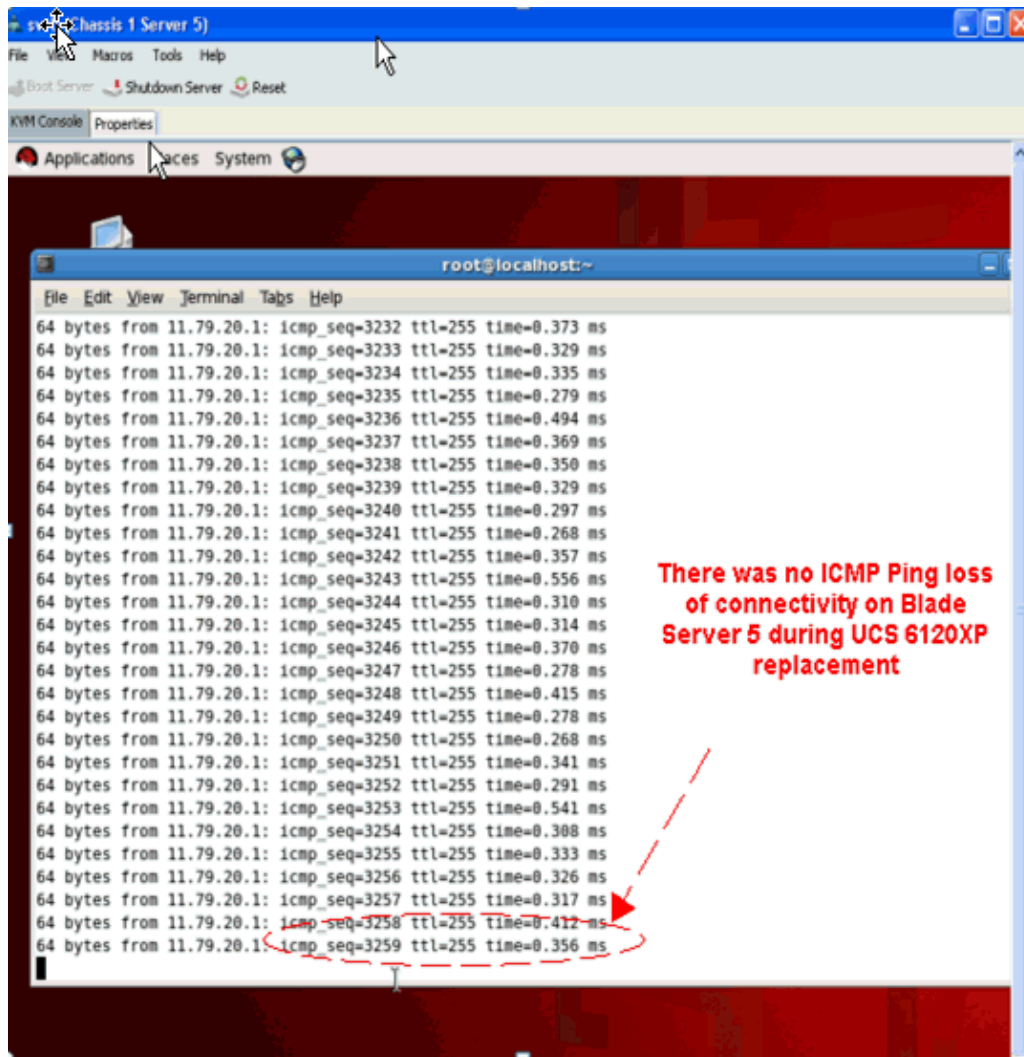 Chassis 1 Server 5)
File View Macros Tools Help
Boot Server Shutdown Server Reset
KVM Console Properties
Applications System
root@localhost:~
File Edit View Terminal Tabs Help
64 bytes from 11.79.20.1: icmp_seq=3232 ttl=255 time=0.373 ms
64 bytes from 11.79.20.1: icmp_seq=3233 ttl=255 time=0.329 ms
64 bytes from 11.79.20.1: icmp_seq=3234 ttl=255 time=0.335 ms
64 bytes from 11.79.20.1: icmp_seq=3235 ttl=255 time=0.279 ms
64 bytes from 11.79.20.1: icmp_seq=3236 ttl=255 time=0.494 ms
64 bytes from 11.79.20.1: icmp_seq=3237 ttl=255 time=0.369 ms
64 bytes from 11.79.20.1: icmp_seq=3238 ttl=255 time=0.350 ms
64 bytes from 11.79.20.1: icmp_seq=3239 ttl=255 time=0.329 ms
64 bytes from 11.79.20.1: icmp_seq=3240 ttl=255 time=0.297 ms
64 bytes from 11.79.20.1: icmp_seq=3241 ttl=255 time=0.268 ms
64 bytes from 11.79.20.1: icmp_seq=3242 ttl=255 time=0.357 ms
64 bytes from 11.79.20.1: icmp_seq=3243 ttl=255 time=0.556 ms
64 bytes from 11.79.20.1: icmp_seq=3244 ttl=255 time=0.310 ms
64 bytes from 11.79.20.1: icmp_seq=3245 ttl=255 time=0.314 ms
64 bytes from 11.79.20.1: icmp_seq=3246 ttl=255 time=0.370 ms
64 bytes from 11.79.20.1: icmp_seq=3247 ttl=255 time=0.278 ms
64 bytes from 11.79.20.1: icmp_seq=3248 ttl=255 time=0.415 ms
64 bytes from 11.79.20.1: icmp_seq=3249 ttl=255 time=0.278 ms
64 bytes from 11.79.20.1: icmp_seq=3250 ttl=255 time=0.268 ms
64 bytes from 11.79.20.1: icmp_seq=3251 ttl=255 time=0.341 ms
64 bytes from 11.79.20.1: icmp_seq=3252 ttl=255 time=0.291 ms
64 bytes from 11.79.20.1: icmp_seq=3253 ttl=255 time=0.541 ms
64 bytes from 11.79.20.1: icmp_seq=3254 ttl=255 time=0.308 ms
64 bytes from 11.79.20.1: icmp_seq=3255 ttl=255 time=0.333 ms
64 bytes from 11.79.20.1: icmp_seq=3256 ttl=255 time=0.326 ms
64 bytes from 11.79.20.1: icmp_seq=3257 ttl=255 time=0.317 ms
64 bytes from 11.79.20.1: icmp_seq=3258 ttl=255 time=0.412 ms
64 bytes from 11.79.20.1: icmp_seq=3259 ttl=255 time=0.356 ms
There was no ICMP Ping loss
of connectivity on Blade
Server 5 during UCS 6120XP
replacement